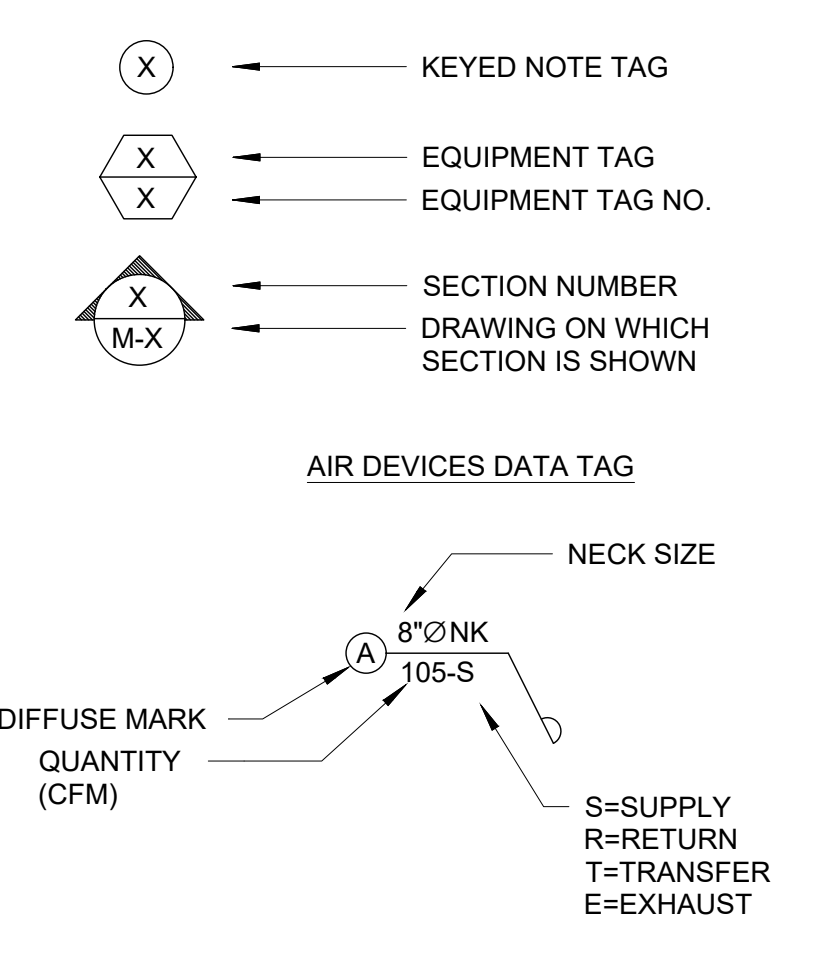 X KEYED NOTE TAG
X EQUIPMENT TAG
X EQUIPMENT TAG NO.
X SECTION NUMBER
M-X DRAWING ON WHICH
SECTION IS SHOWN
AIR DEVICES DATA TAG
NECK SIZE
8"∅NK
A
105-S
DIFFUSE MARK
QUANTITY
(CFM)
S=SUPPLY
R=RETURN
T=TRANSFER
E=EXHAUST